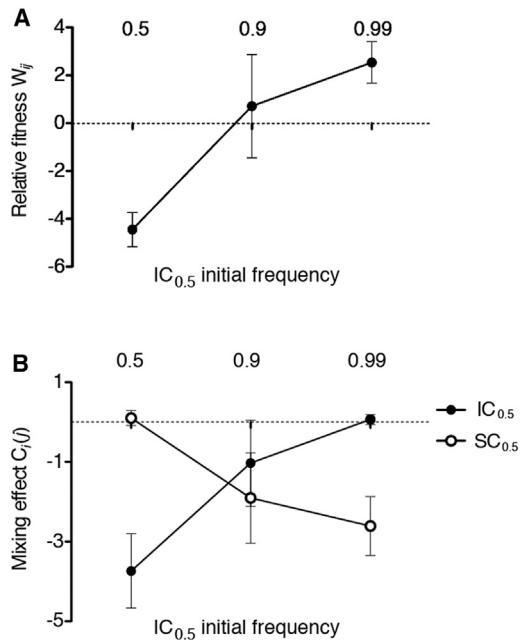 A
0.5 0.9 0.99
4
2
0
-2
-4
-6
Relative fitness Wij
IC0.5 initial frequency
B
0.5 0.9 0.99
1
-1
-3
-5
Mixing effect Ci(j)
IC0.5
SC0.5
IC0.5 initial frequency